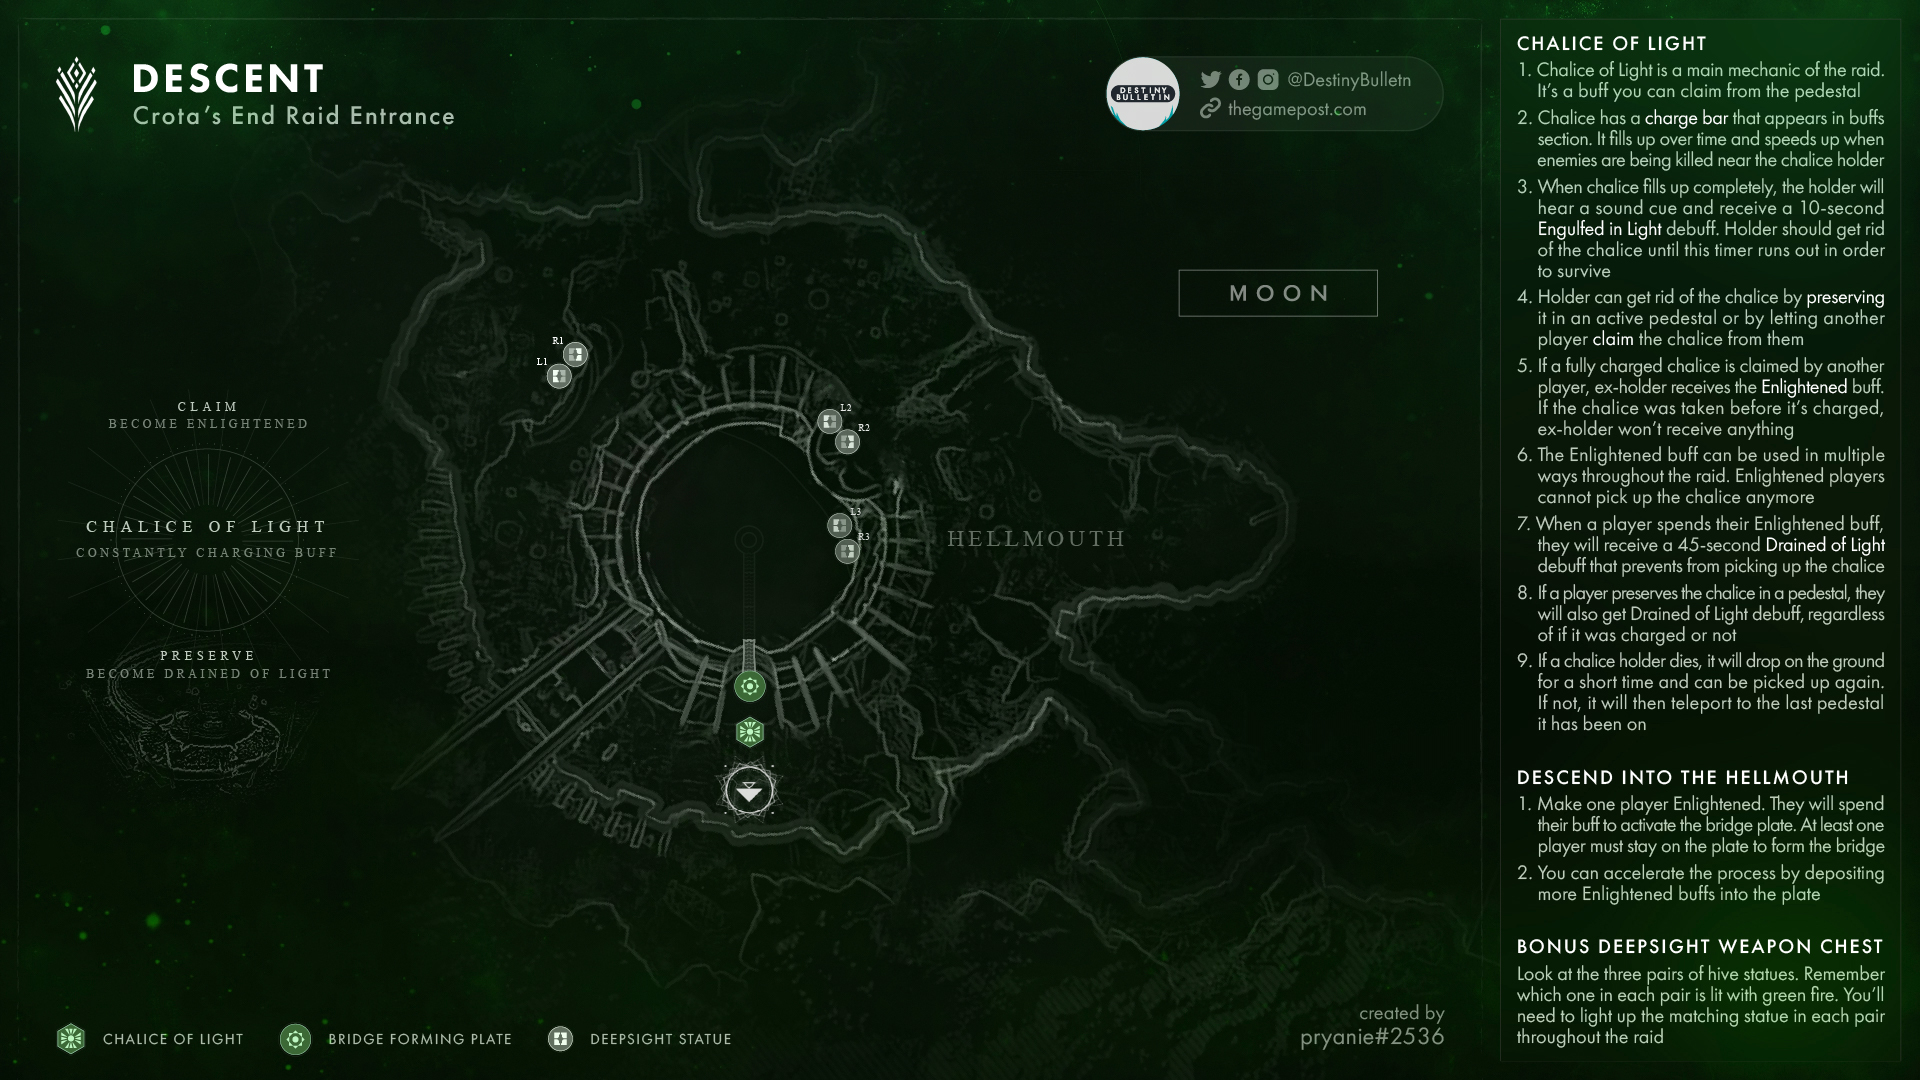 DESCENT
Crota's End Raid Entrance
DESTINY
BULLETIN
@DestinyBulletn
thegamepost.com
MOON
R1
L1
L2
R2
L3
R3
HELLMOUTH
CLAIM
BECOME ENLIGHTENED
CHALICE OF LIGHT
CONSTANTLY CHARGING BUFF
PRESERVE
BECOME DRAINED OF LIGHT
CHALICE OF LIGHT
BRIDGE FORMING PLATE
DEEPSIGHT STATUE
created by
pryanie#2536
CHALICE OF LIGHT
1. Chalice of Light is a main mechanic of the raid.
It's a buff you can claim from the pedestal
2. Chalice has a charge bar that appears in buffs
section. It fills up over time and speeds up when
enemies are being killed near the chalice holder
3. When chalice fills up completely, the holder will
hear a sound cue and receive a 10-second
Engulfed in Light debuff. Holder should get rid
of the chalice until this timer runs out in order
to survive
4. Holder can get rid of the chalice by preserving
it in an active pedestal or by letting another
player claim the chalice from them
5. If a fully charged chalice is claimed by another
player, ex-holder receives the Enlightened buff.
If the chalice was taken before it's charged,
ex-holder won't receive anything
6. The Enlightened buff can be used in multiple
ways throughout the raid. Enlightened players
cannot pick up the chalice anymore
7. When a player spends their Enlightened buff,
they will receive a 45-second Drained of Light
debuff that prevents from picking up the chalice
8. If a player preserves the chalice in a pedestal, they
will also get Drained of Light debuff, regardless
of if it was charged or not
9. If a chalice holder dies, it will drop on the ground
for a short time and can be picked up again.
If not, it will then teleport to the last pedestal
it has been on
DESCEND INTO THE HELLMOUTH
1. Make one player Enlightened. They will spend
their buff to activate the bridge plate. At least one
player must stay on the plate to form the bridge
2. You can accelerate the process by depositing
more Enlightened buffs into the plate
BONUS DEEPSIGHT WEAPON CHEST
Look at the three pairs of hive statues. Remember
which one in each pair is lit with green fire. You'll
need to light up the matching statue in each pair
throughout the raid